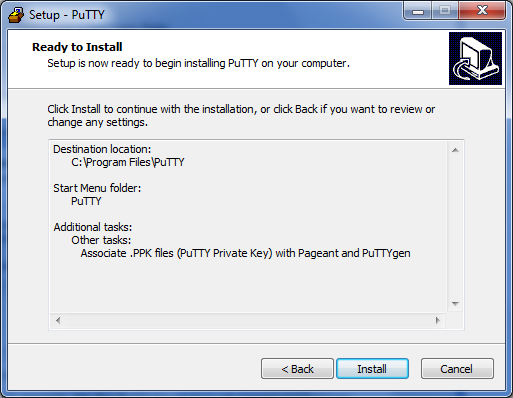 Setup - PuTTY
Ready to Install
Setup is now ready to begin installing PuTTY on your computer.
Click Install to continue with the installation, or click Back if you want to review or
change any settings.
Destination location:
C:\Program Files\PuTTY
Start Menu folder:
PuTTY
Additional tasks:
Other tasks:
Associate .PPK files (PuTTY Private Key) with Pageant and PuTTYgen
< Back Install Cancel